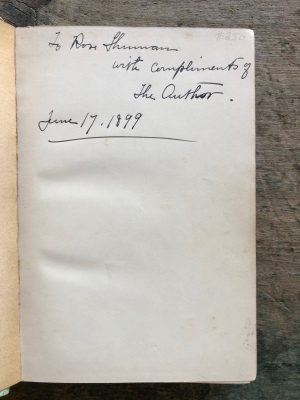 To Rose Shuman
with compliments of
The Author.
June 17. 1899